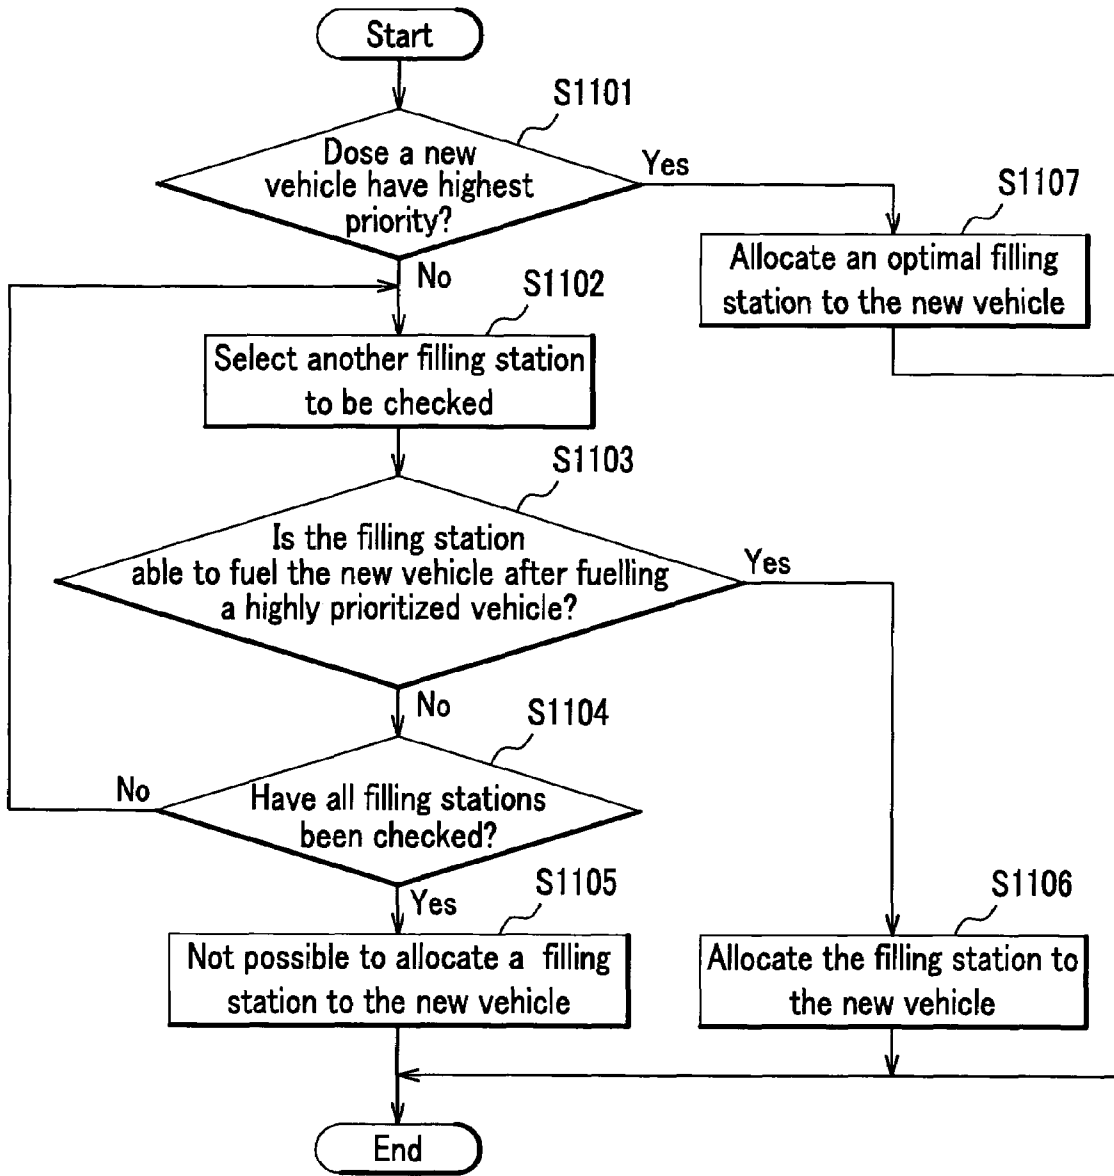 Start
S1101
Dose a new
vehicle have highest
priority?
Yes
No
S1107
Allocate an optimal filling
station to the new vehicle
S1102
Select another filling station
to be checked
S1103
Is the filling station
able to fuel the new vehicle after fuelling
a highly prioritized vehicle?
Yes
No
S1104
Have all filling stations
been checked?
No
Yes
S1105
Not possible to allocate a filling
station to the new vehicle
S1106
Allocate the filling station to
the new vehicle
End